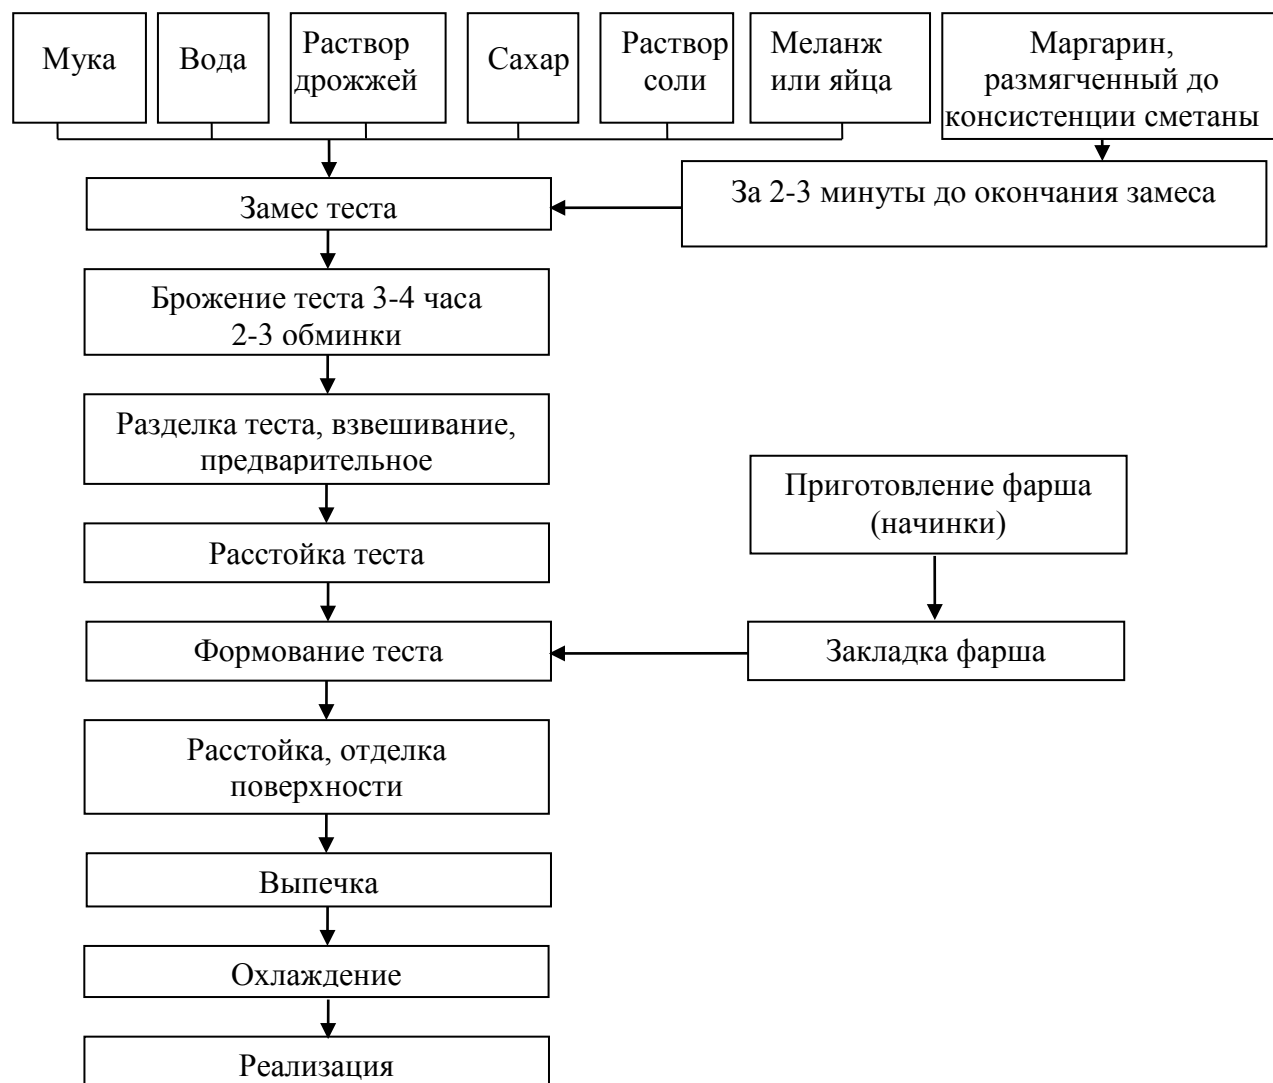 Мука
Вода
Раствор
дрожжей
Сахар
Раствор
соли
Меланж
или яйца
Маргарин,
размягченный до
консистенции сметаны
Замес теста
За 2-3 минуты до окончания замеса
Брожение теста 3-4 часа
2-3 обминки
Разделка теста, взвешивание,
предварительное
Приготовление фарша
(начинки)
Расстойка теста
Формование теста
Закладка фарша
Расстойка, отделка
поверхности
Выпечка
Охлаждение
Реализация